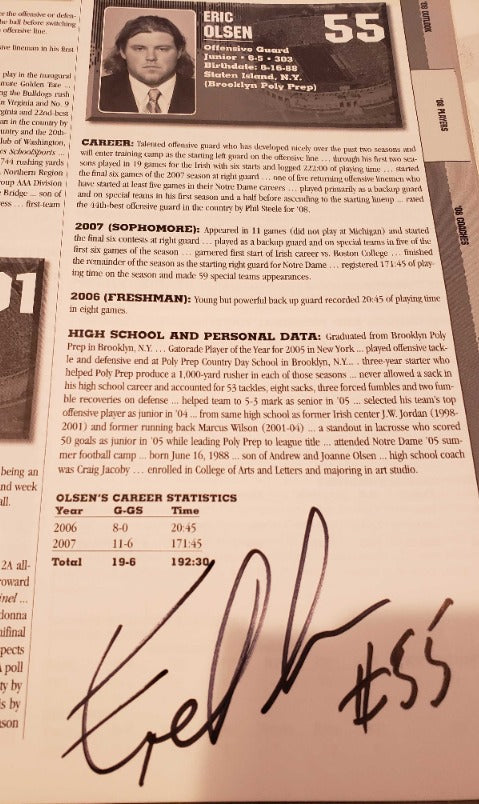 ERIC
OLSEN
55
Offensive Guard
Junior • 6-5 • 303
Birthdate: 8-16-88
Staten Island, N.Y.
(Brooklyn Poly Prep)
CAREER: Talented offensive guard who has developed nicely over the past two seasons and
will enter training camp as the starting left guard on the offensive line ... through his first two sea-
sons played in 19 games for the Irish with six starts and logged 222:00 of playing time ... started
the final six games of the 2007 season at right guard ... one of five returning offensive linemen who
have started at least five games in their Notre Dame careers ... played primarily as a backup guard
and on special teams in his first season and a half before ascending to the starting lineup ... rated
the 44th-best offensive guard in the country by Phil Steele for '08.
2007 (SOPHOMORE): Appeared in 11 games (did not play at Michigan) and started
the final six contests at right guard ... played as a backup guard and on special teams in five of the
first six games of the season ... garnered first start of Irish career vs. Boston College ... finished
the remainder of the season as the starting right guard for Notre Dame ... registered 171:45 of play-
ing time on the season and made 59 special teams appearances.
2006 (FRESHMAN): Young but powerful back up guard recorded 20:45 of playing time
in eight games.
HIGH SCHOOL AND PERSONAL DATA: Graduated from Brooklyn Poly
Prep in Brooklyn, N.Y. ... Gatorade Player of the Year for 2005 in New York ... played offensive tack-
le and defensive end at Poly Prep Country Day School in Brooklyn, N.Y. ... three-year starter who
helped Poly Prep produce a 1,000-yard rusher in each of those seasons ... never allowed a sack in
his high school career and accounted for 53 tackles, eight sacks, three forced fumbles and two fum-
ble recoveries on defense ... helped team to 5-3 mark as senior in '05 ... selected his team's top
offensive player as junior in '04 ... from same high school as former Irish center J.W. Jordan (1998-
2001) and former running back Marcus Wilson (2001-04) ... a standout in lacrosse who scored
50 goals as junior in '05 while leading Poly Prep to league title ... attended Notre Dame '05 sum-
mer football camp ... born June 16, 1988 ... son of Andrew and Joanne Olsen ... high school coach
was Craig Jacoby ... enrolled in College of Arts and Letters and majoring in art studio.
OLSEN'S CAREER STATISTICS
Year G-GS Time
2006 8-0 20:45
2007 11-6 171:45
Total 19-6 192:30
#55
'08 OUTLOOK
'08 PLAYERS
'08 COACHES